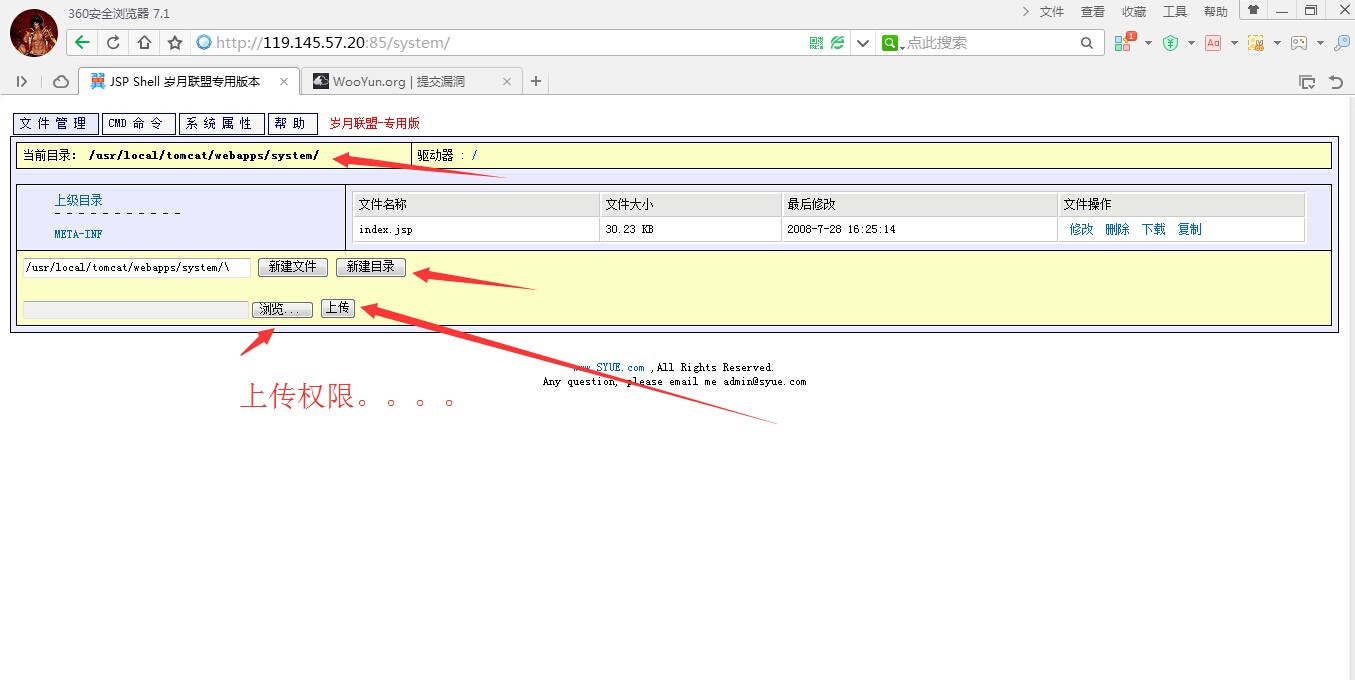 360安全浏览器 7.1
文件 查看 收藏 工具 帮助
http://119.145.57.20:85/system/
点此搜索
1
Aa
JSP Shell 岁月联盟专用版本
WooYun.org | 提交漏洞
文件管理 CMD 命令 系统属性 帮助 岁月联盟-专用版
当前目录: /usr/local/tomcat/webapps/system/ 驱动器 : /
上级目录
- - - - - - - - - - -
META-INF
文件名称 文件大小 最后修改 文件操作
index.jsp 30.23 KB 2008-7-28 16:25:14 修改 删除 下载 复制
/usr/local/tomcat/webapps/system/\ 新建文件 新建目录
浏览... 上传
上传权限。。。。
www.SYUE.com ,All Rights Reserved.
Any question, please email me admin@syue.com